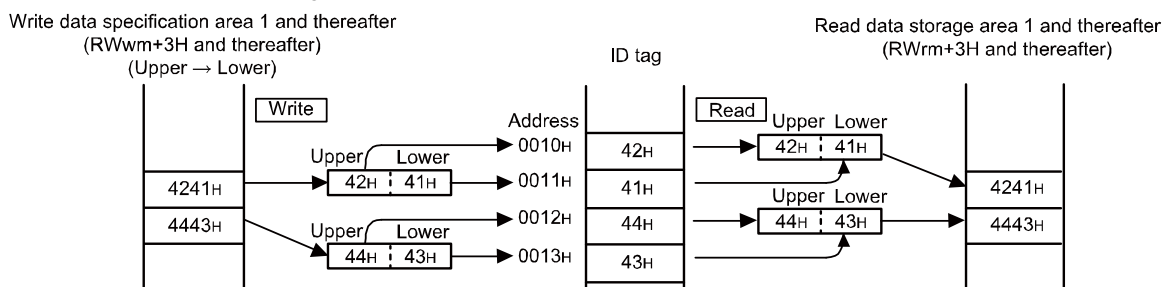 Write data specification area 1 and thereafter
(RWwm+3H and thereafter)
(Upper → Lower)
ID tag
Read data storage area 1 and thereafter
(RWrm+3H and thereafter)
Write
Read
Address
Upper Lower
0010H
42H
42H 41H
Upper Lower
4241H
42H 41H
0011H
41H
4241H
Upper Lower
4443H
0012H
44H
44H 43H
4443H
Upper Lower
44H 43H
0013H
43H